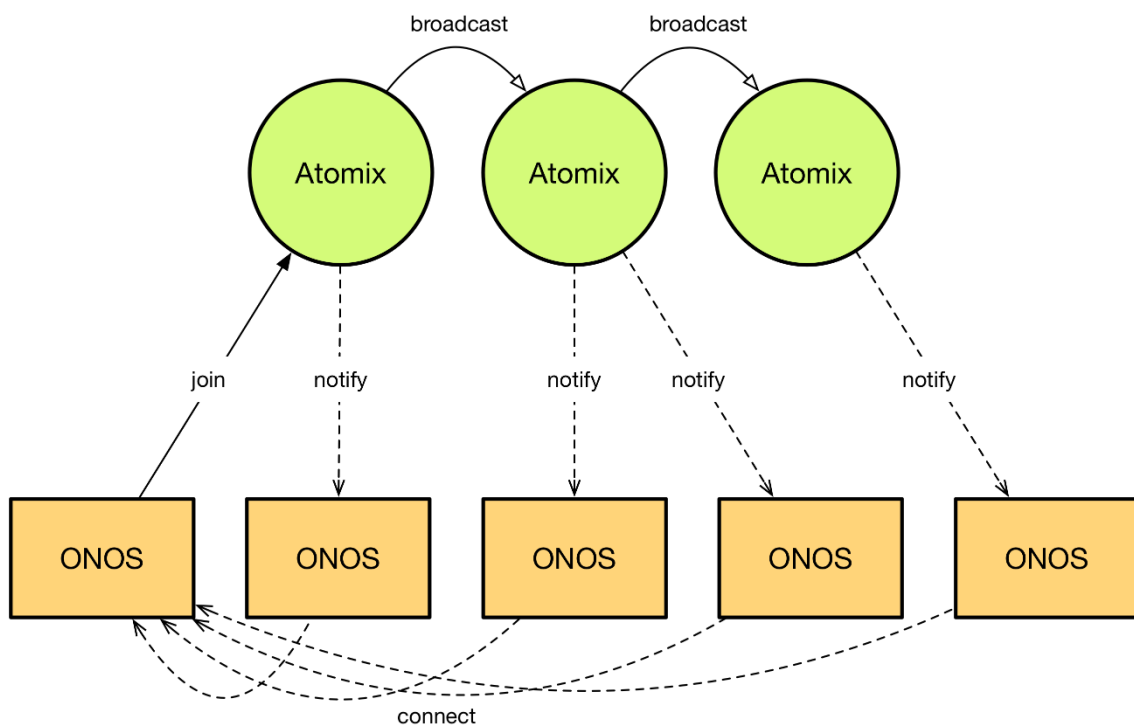 broadcast
broadcast
Atomix
Atomix
Atomix
join
notify
notify
notify
notify
ONOS
ONOS
ONOS
ONOS
ONOS
connect